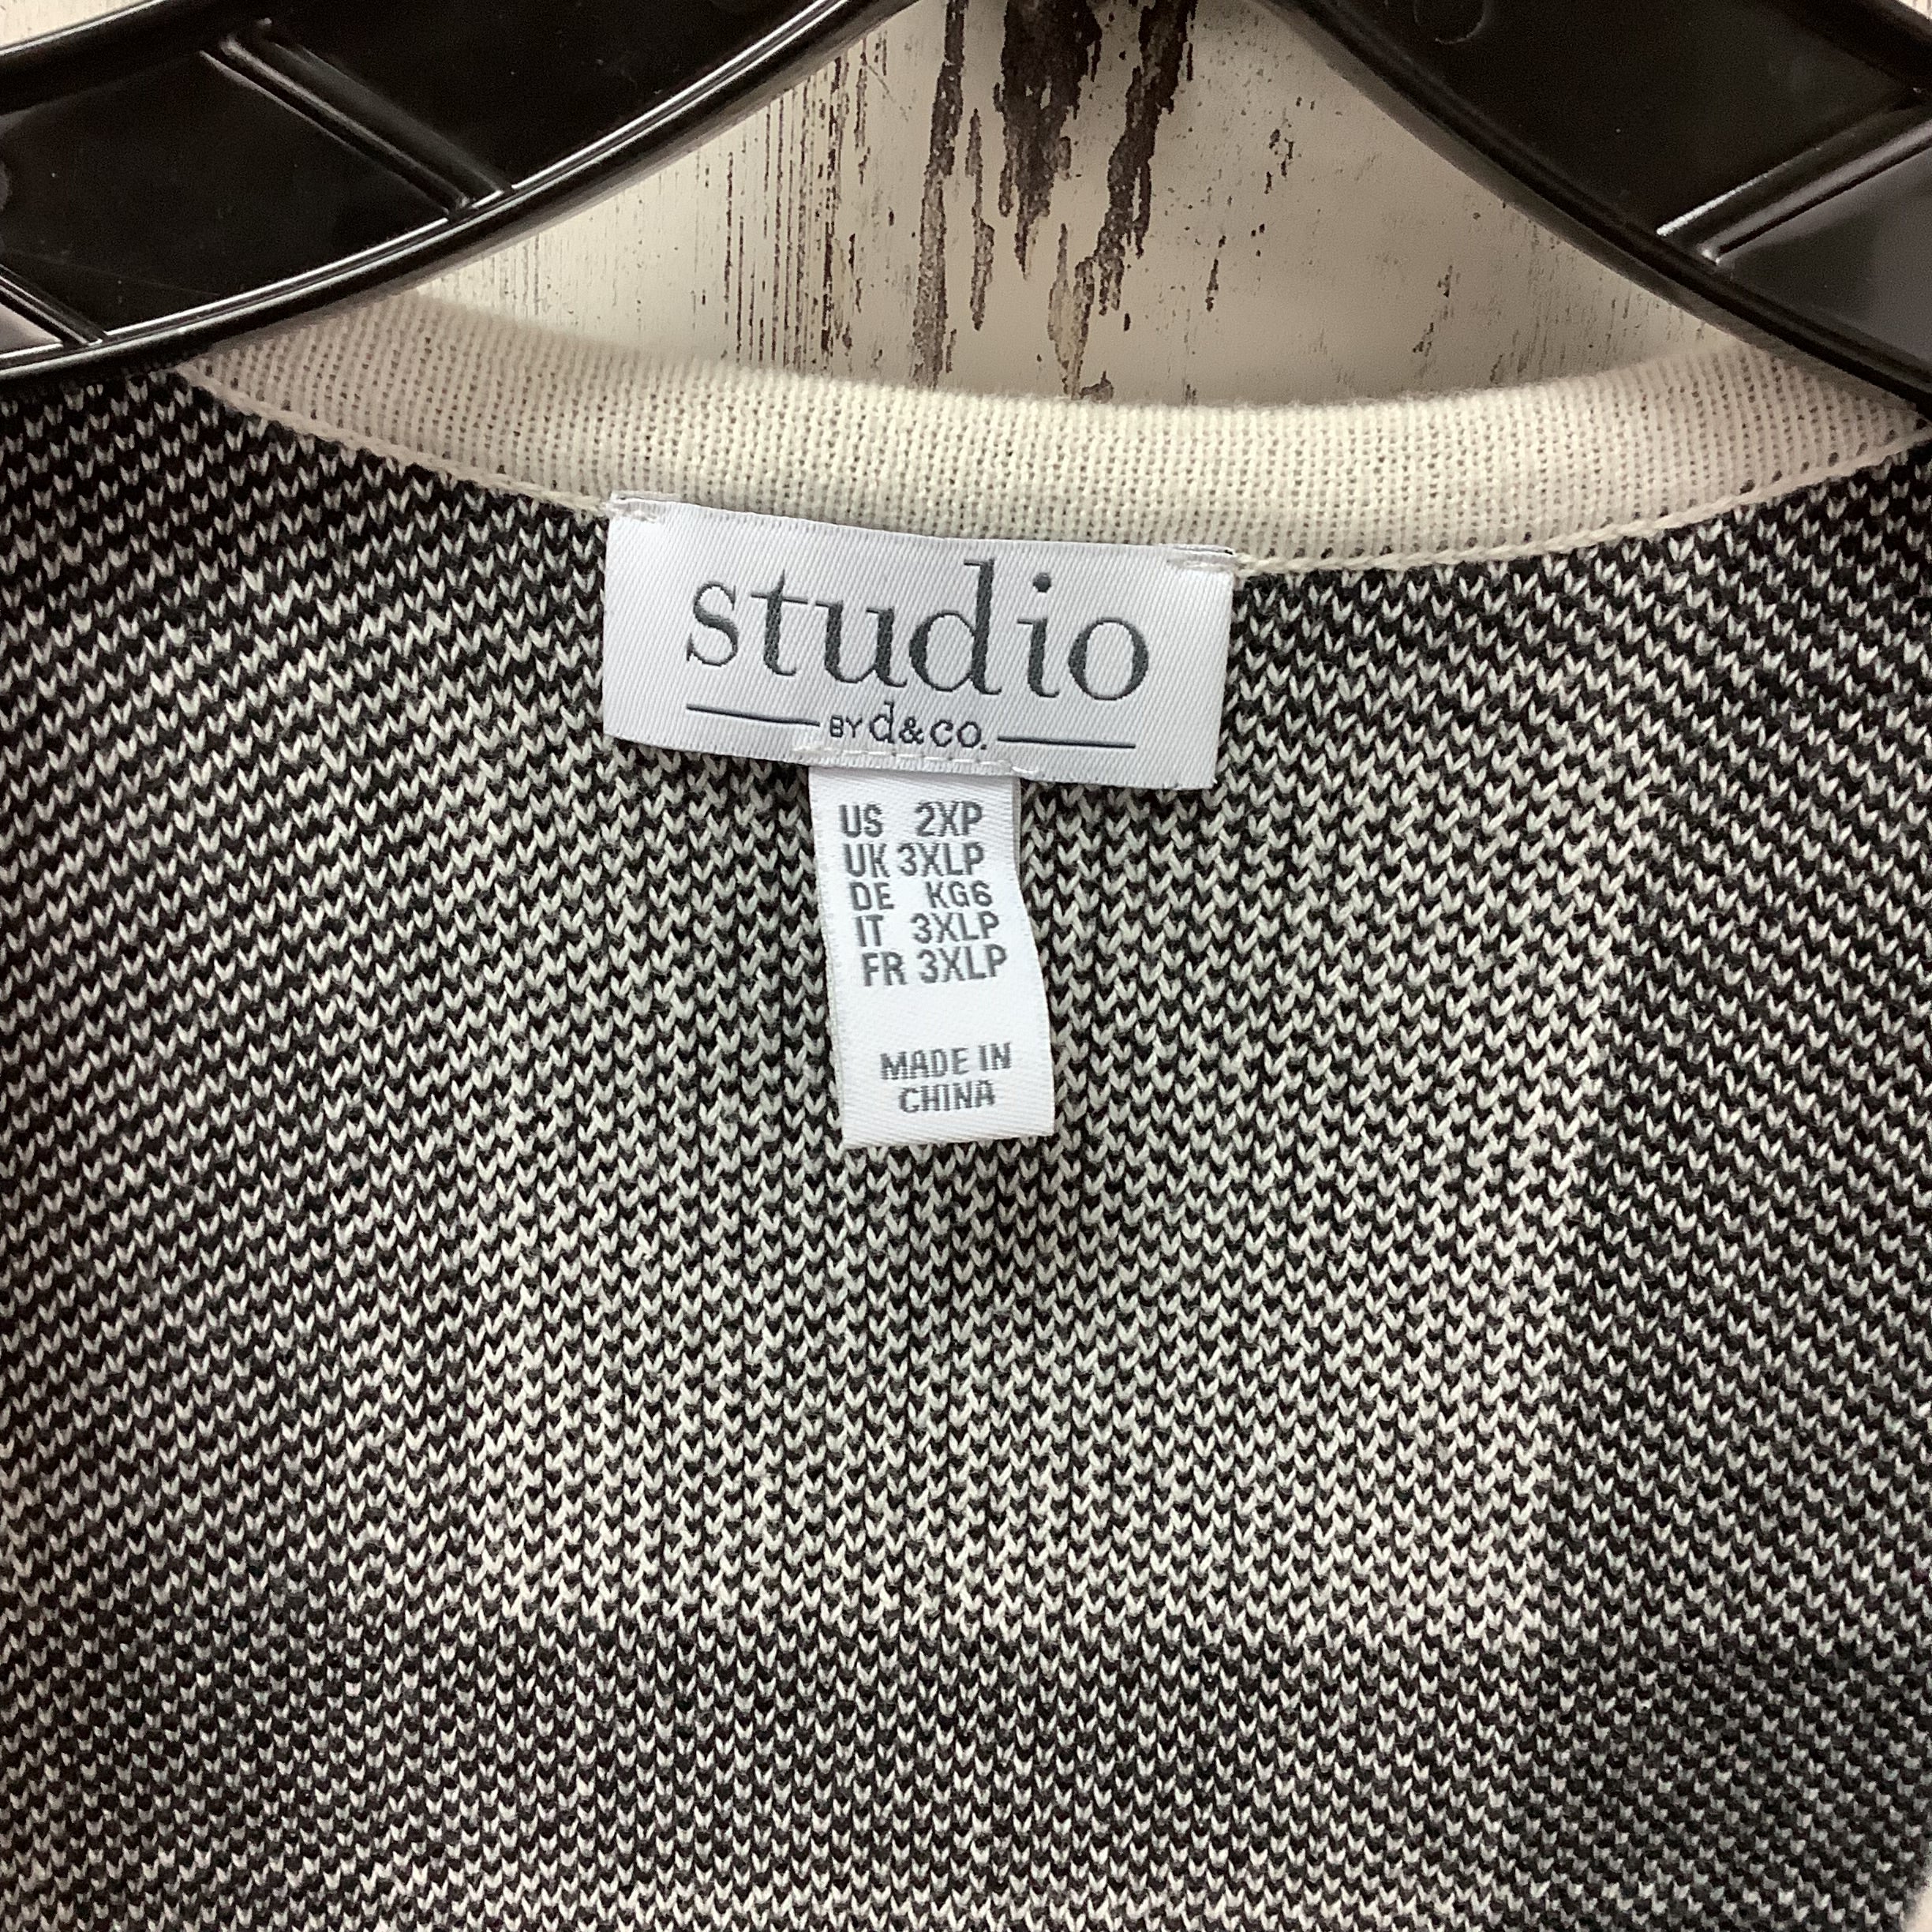 studio
BY d&co.
US 2XP
UK 3XLP
DE KG6
IT 3XLP
FR 3XLP
MADE IN
CHINA